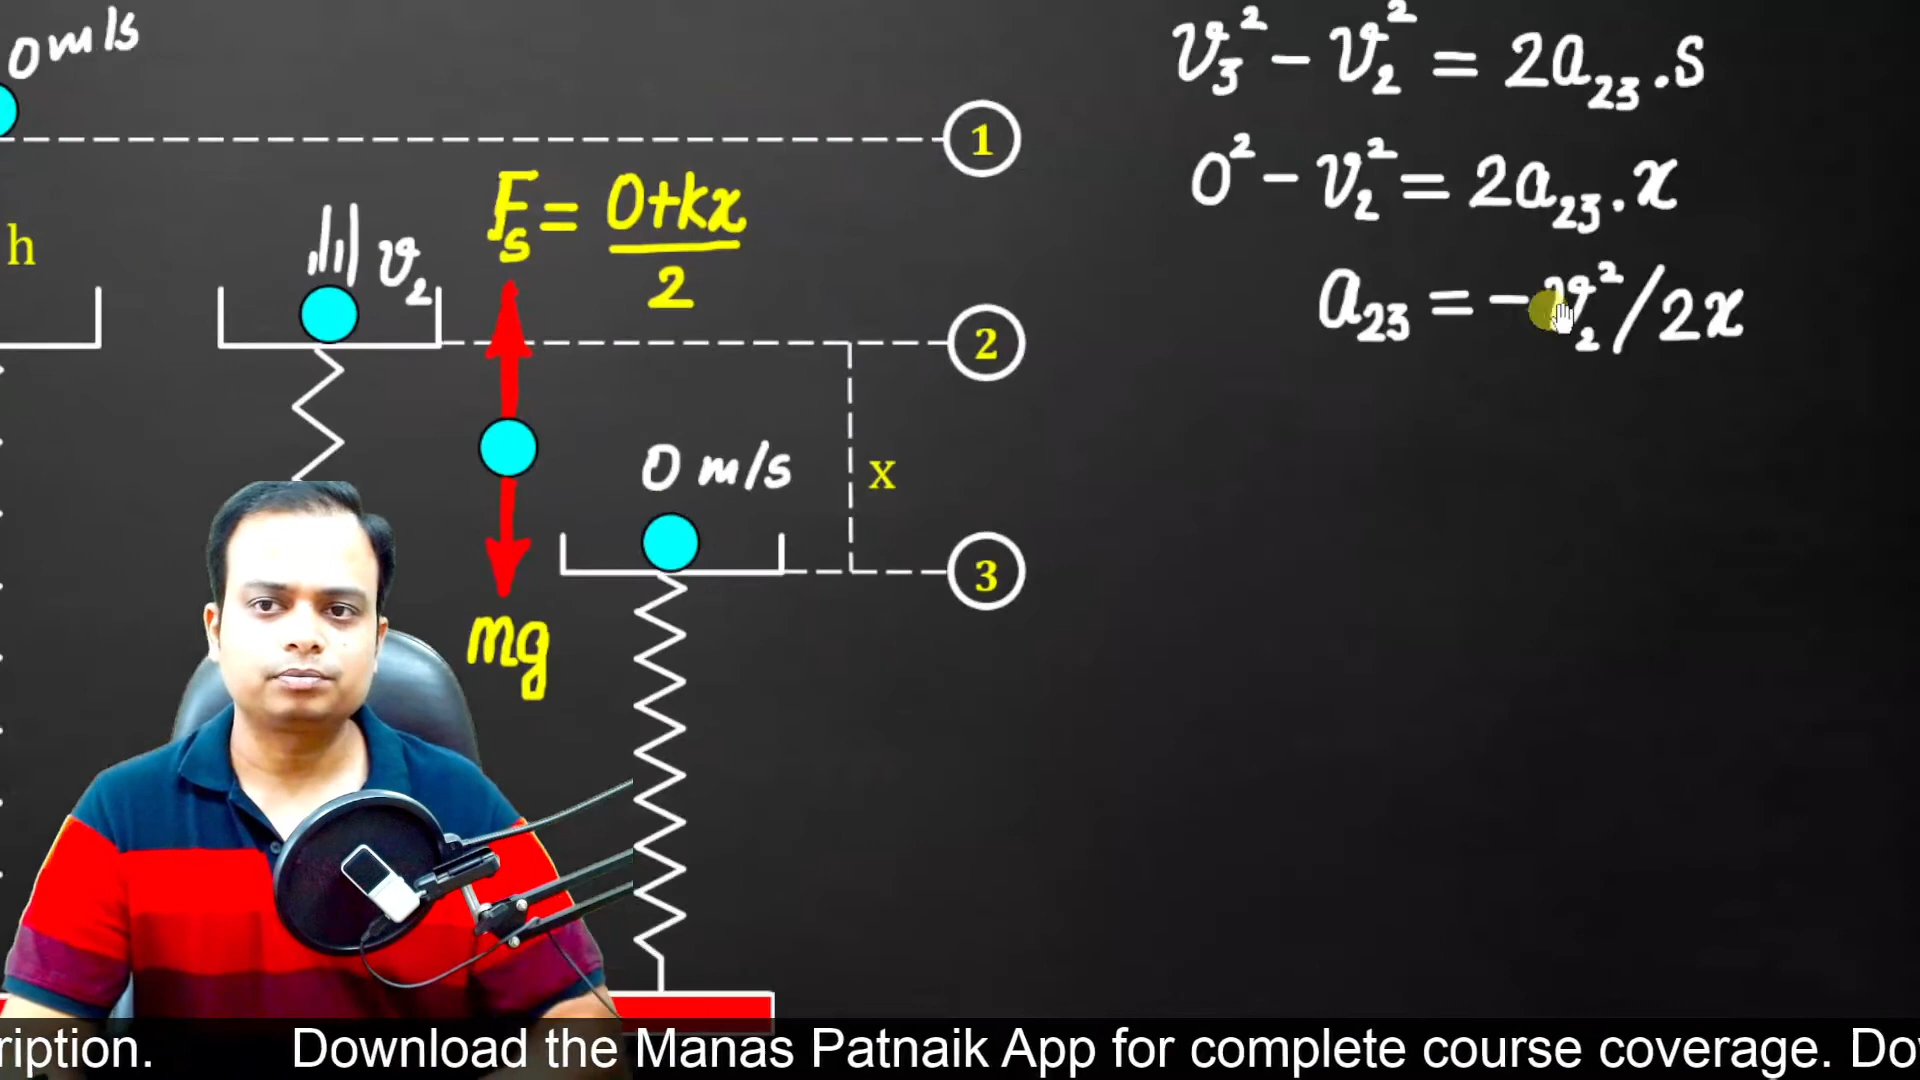 0 m/s
1
h
v₂
Fₛ = 0+kx / 2
2
0 m/s
x
3
mg
v₃² − v₂² = 2a₂₃.s
0² − v₂² = 2a₂₃.x
a₂₃ = −v₂²/2x
ription. Download the Manas Patnaik App for complete course coverage. Do